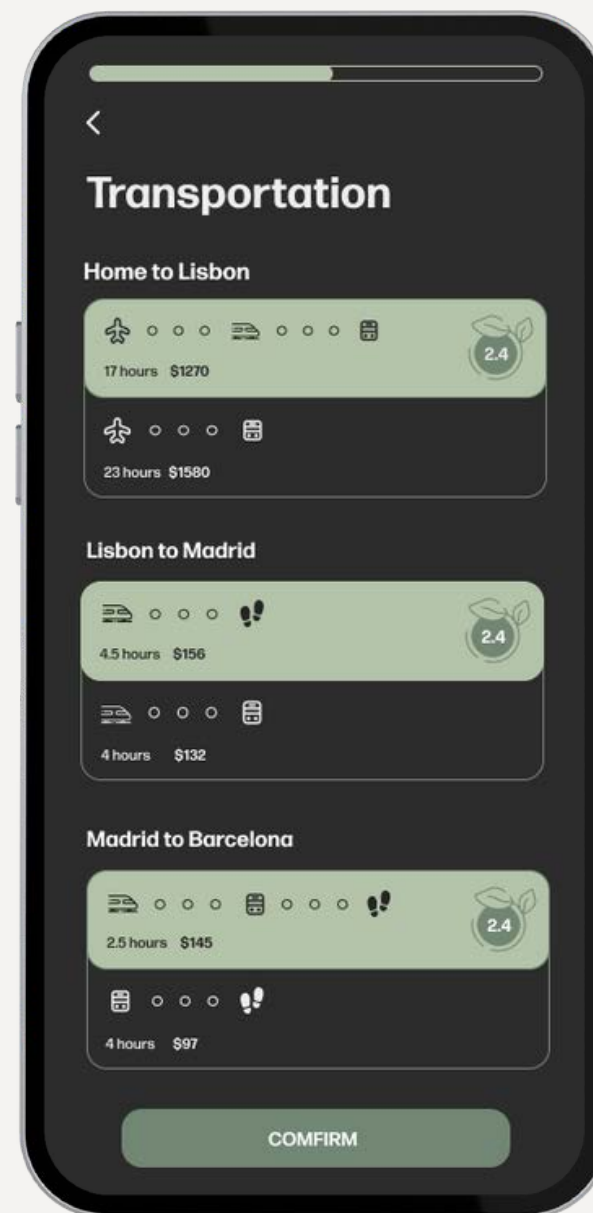 Transportation
Home to Lisbon
2.4
17 hours $1270
23 hours $1580
Lisbon to Madrid
2.4
4.5 hours $156
4 hours $132
Madrid to Barcelona
2.4
2.5 hours $145
4 hours $97
COMFIRM